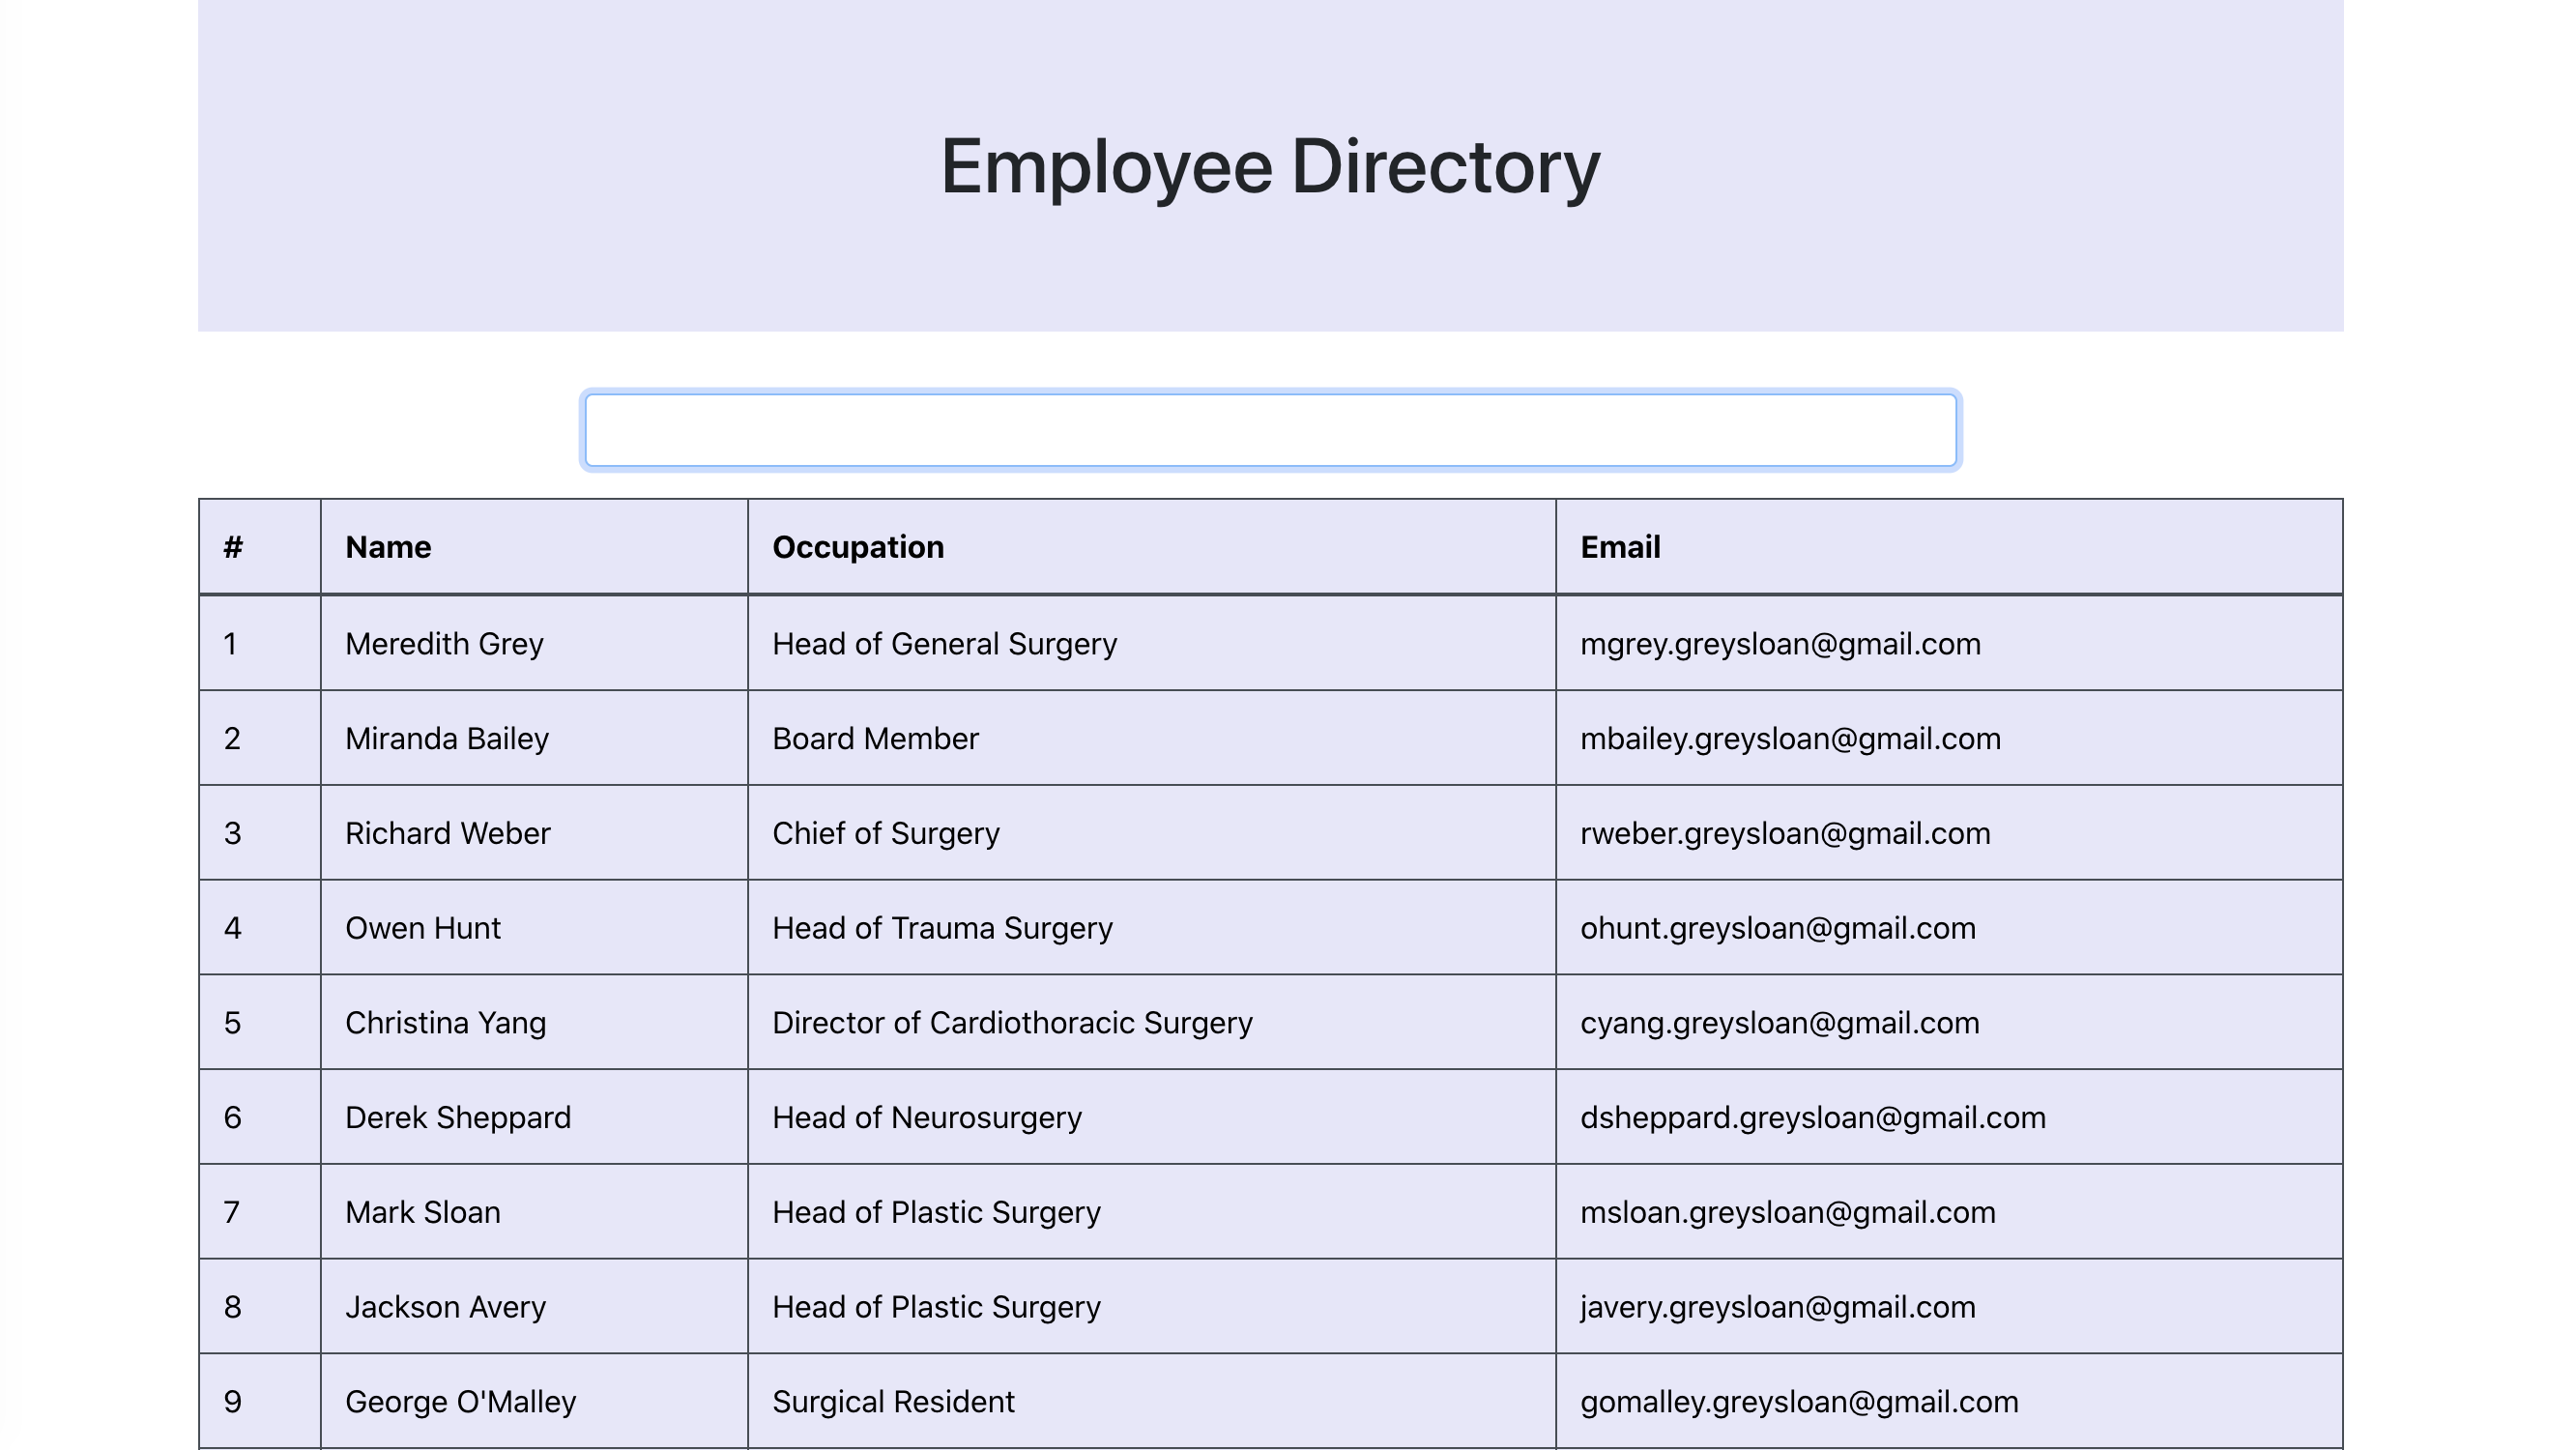 Employee Directory
# Name Occupation Email
1 Meredith Grey Head of General Surgery mgrey.greysloan@gmail.com
2 Miranda Bailey Board Member mbailey.greysloan@gmail.com
3 Richard Weber Chief of Surgery rweber.greysloan@gmail.com
4 Owen Hunt Head of Trauma Surgery ohunt.greysloan@gmail.com
5 Christina Yang Director of Cardiothoracic Surgery cyang.greysloan@gmail.com
6 Derek Sheppard Head of Neurosurgery dsheppard.greysloan@gmail.com
7 Mark Sloan Head of Plastic Surgery msloan.greysloan@gmail.com
8 Jackson Avery Head of Plastic Surgery javery.greysloan@gmail.com
9 George O'Malley Surgical Resident gomalley.greysloan@gmail.com